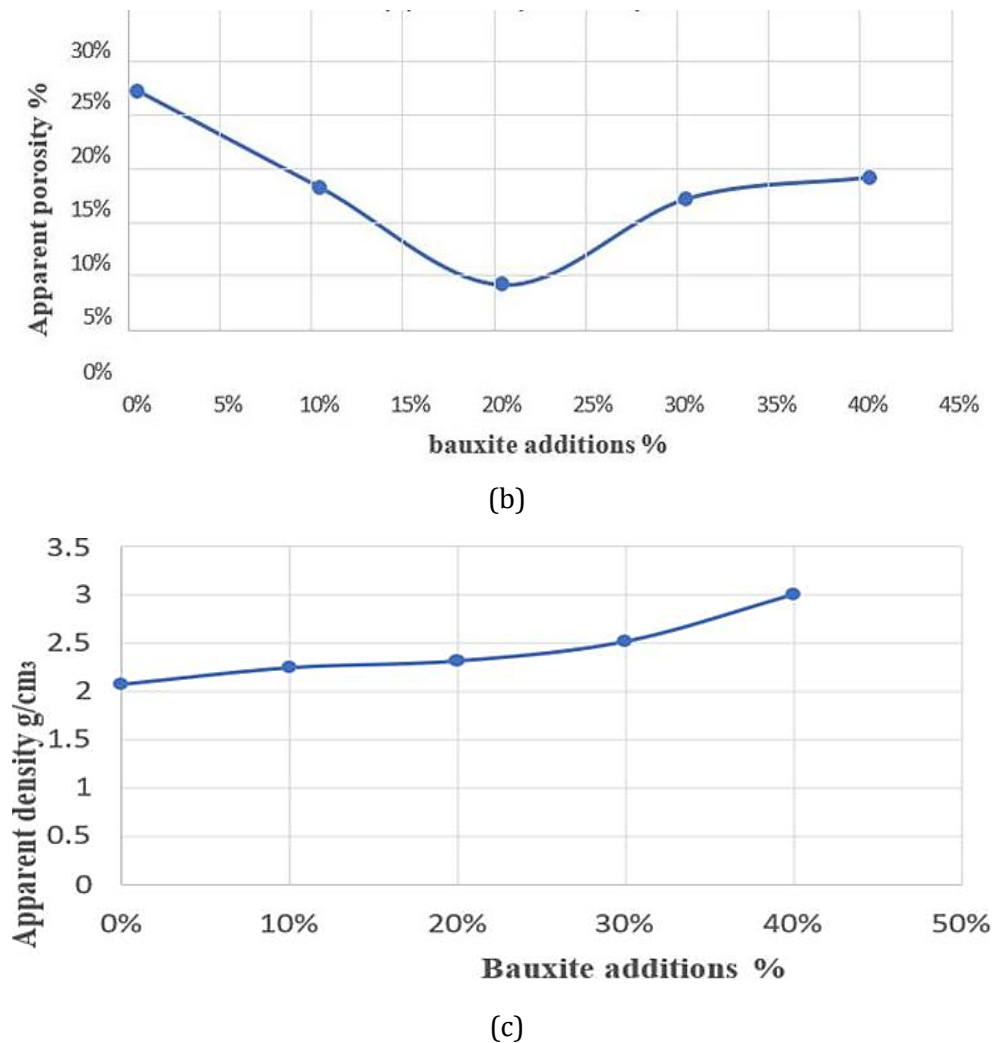 30%
25%
20%
15%
10%
5%
0%
Apparent porosity %
0% 5% 10% 15% 20% 25% 30% 35% 40% 45%
bauxite additions %
(b)
3.5
3
2.5
2
1.5
1
0.5
0
Apparent density g/cm3
0% 10% 20% 30% 40% 50%
Bauxite additions %
(c)